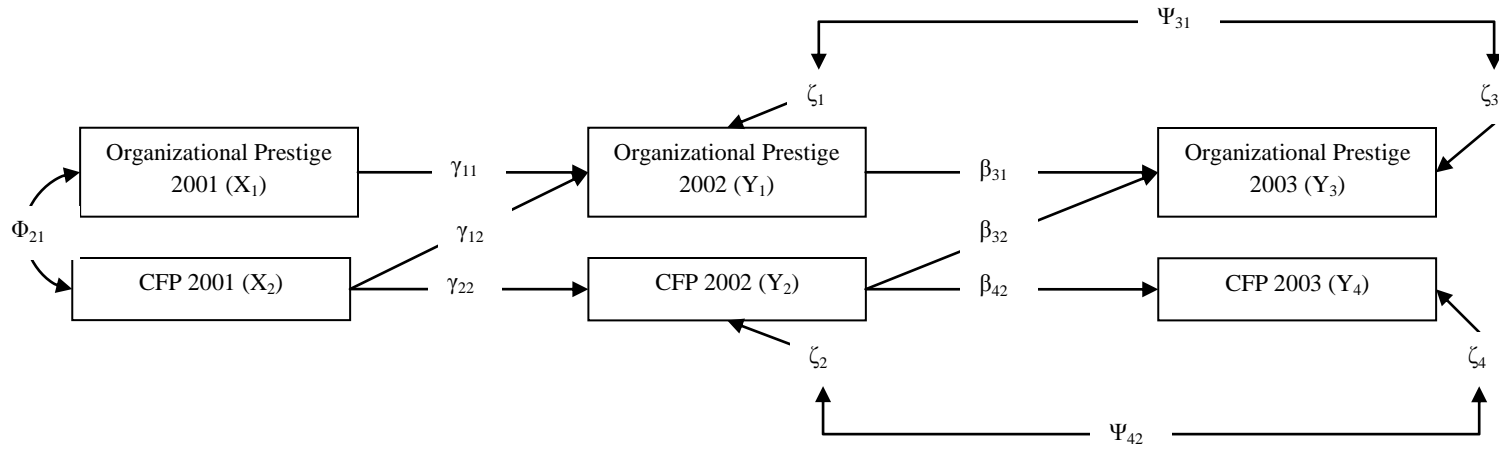 Ψ₃₁
ζ₁
ζ₃
Organizational Prestige
2001 (X₁)
γ₁₁
Organizational Prestige
2002 (Y₁)
β₃₁
Organizational Prestige
2003 (Y₃)
Φ₂₁
γ₁₂
β₃₂
CFP 2001 (X₂)
γ₂₂
CFP 2002 (Y₂)
β₄₂
CFP 2003 (Y₄)
ζ₂
ζ₄
Ψ₄₂